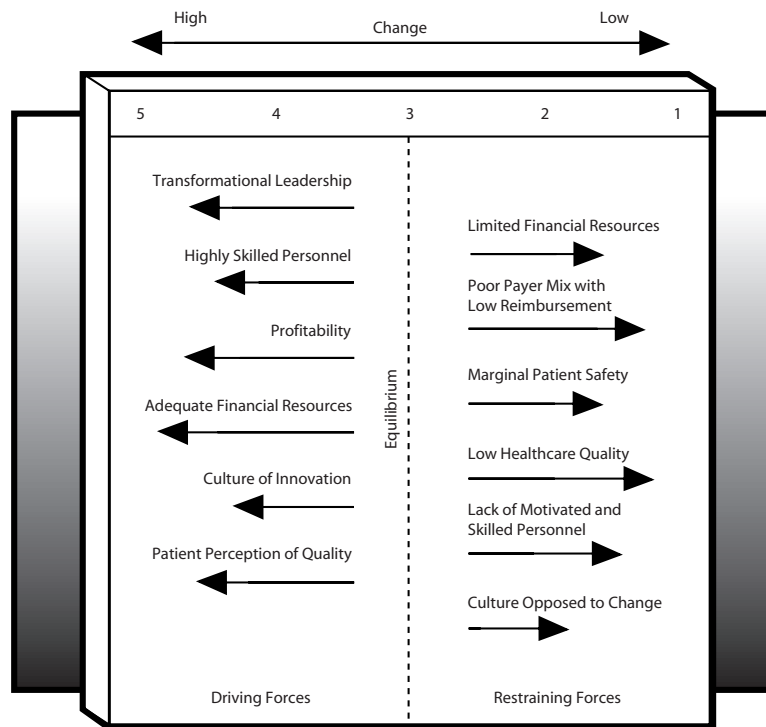 High
Change
Low
5
4
3
2
1
Transformational Leadership
Highly Skilled Personnel
Profitability
Adequate Financial Resources
Culture of Innovation
Patient Perception of Quality
Driving Forces
Equilibrium
Limited Financial Resources
Poor Payer Mix with
Low Reimbursement
Marginal Patient Safety
Low Healthcare Quality
Lack of Motivated and
Skilled Personnel
Culture Opposed to Change
Restraining Forces